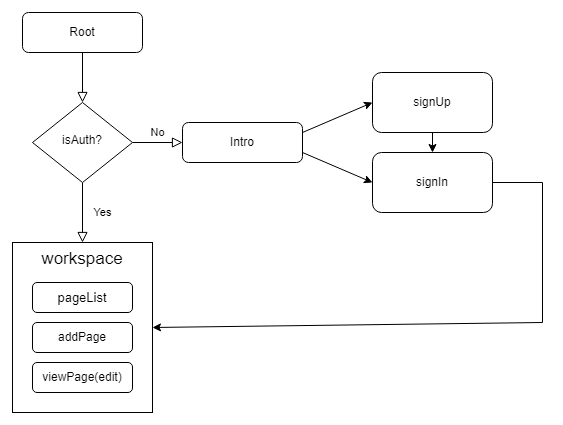 Root
isAuth?
No
Intro
signUp
signIn
Yes
workspace
pageList
addPage
viewPage(edit)